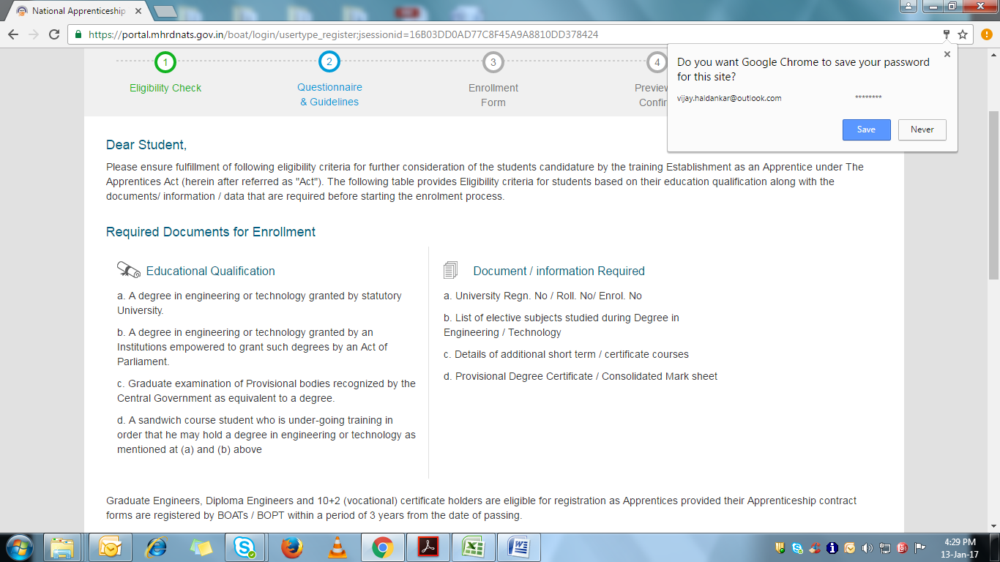 National Apprenticeship
https://portal.mhrdnats.gov.in/boat/login/usertype_register;jsessionid=16B03DD0AD77C8F45A9A8810DD378424
Do you want Google Chrome to save your password
for this site?
vijay.haldankar@outlook.com ********
Save Never
1 2 3 4
Eligibility Check
Questionnaire
& Guidelines
Enrollment
Form
Preview
Confir
Dear Student,
Please ensure fulfillment of following eligibility criteria for further consideration of the students candidature by the training Establishment as an Apprentice under The
Apprentices Act (herein after referred as "Act"). The following table provides Eligibility criteria for students based on their education qualification along with the
documents/ information / data that are required before starting the enrolment process.
Required Documents for Enrollment
Educational Qualification
a. A degree in engineering or technology granted by statutory
University.
b. A degree in engineering or technology granted by an
Institutions empowered to grant such degrees by an Act of
Parliament.
c. Graduate examination of Provisional bodies recognized by the
Central Government as equivalent to a degree.
d. A sandwich course student who is under-going training in
order that he may hold a degree in engineering or technology as
mentioned at (a) and (b) above
Document / information Required
a. University Regn. No / Roll. No/ Enrol. No
b. List of elective subjects studied during Degree in
Engineering / Technology
c. Details of additional short term / certificate courses
d. Provisional Degree Certificate / Consolidated Mark sheet
Graduate Engineers, Diploma Engineers and 10+2 (vocational) certificate holders are eligible for registration as Apprentices provided their Apprenticeship contract
forms are registered by BOATs / BOPT within a period of 3 years from the date of passing.
4:29 PM
13-Jan-17